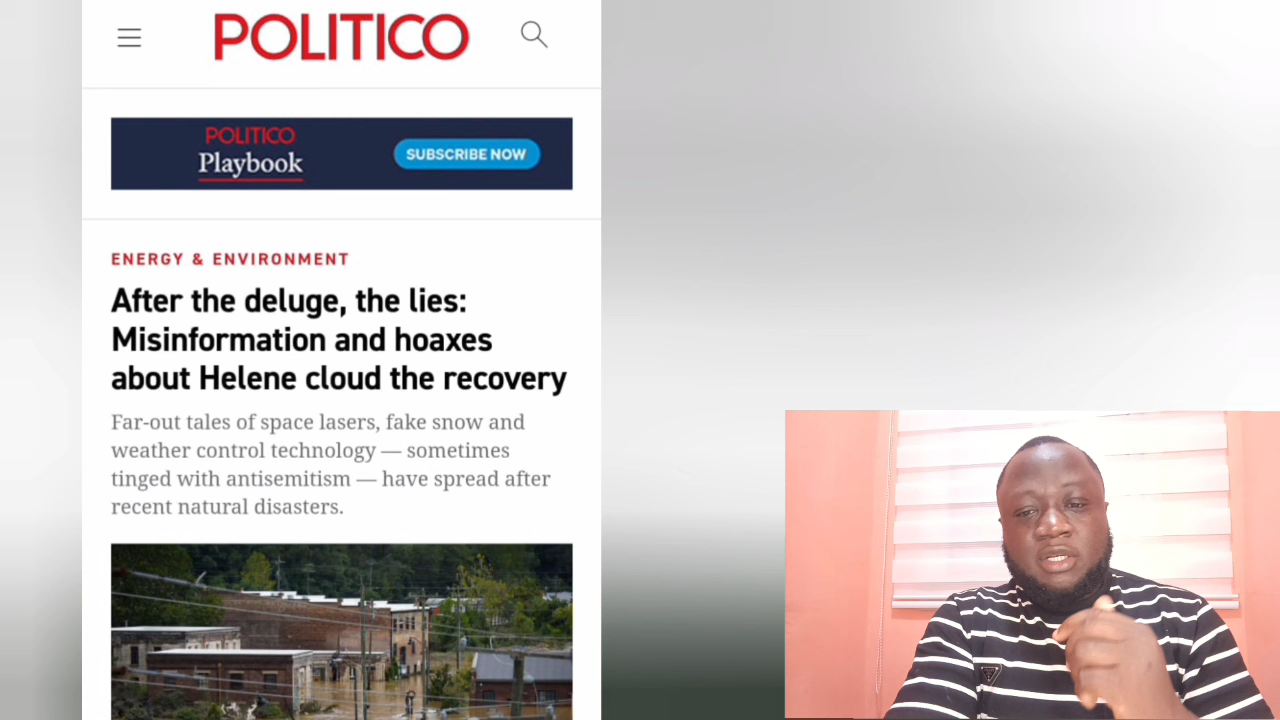 POLITICO
POLITICO
Playbook
SUBSCRIBE NOW
ENERGY & ENVIRONMENT
After the deluge, the lies:
Misinformation and hoaxes
about Helene cloud the recovery
Far-out tales of space lasers, fake snow and
weather control technology — sometimes
tinged with antisemitism — have spread after
recent natural disasters.